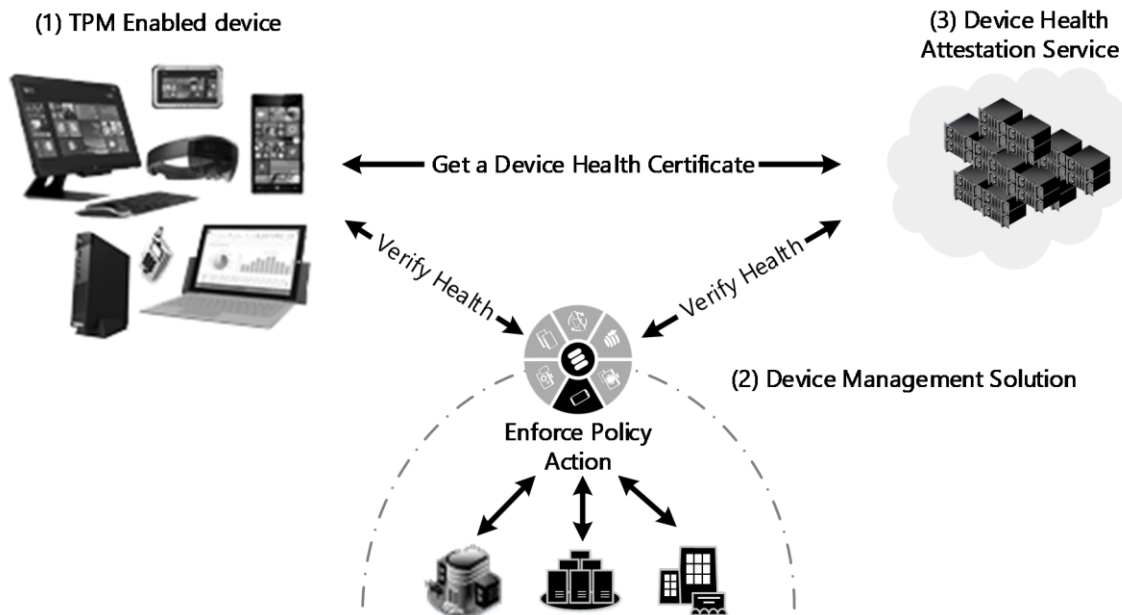 (1) TPM Enabled device
(3) Device Health
Attestation Service
Get a Device Health Certificate
Verify Health
Verify Health
(2) Device Management Solution
Enforce Policy
Action